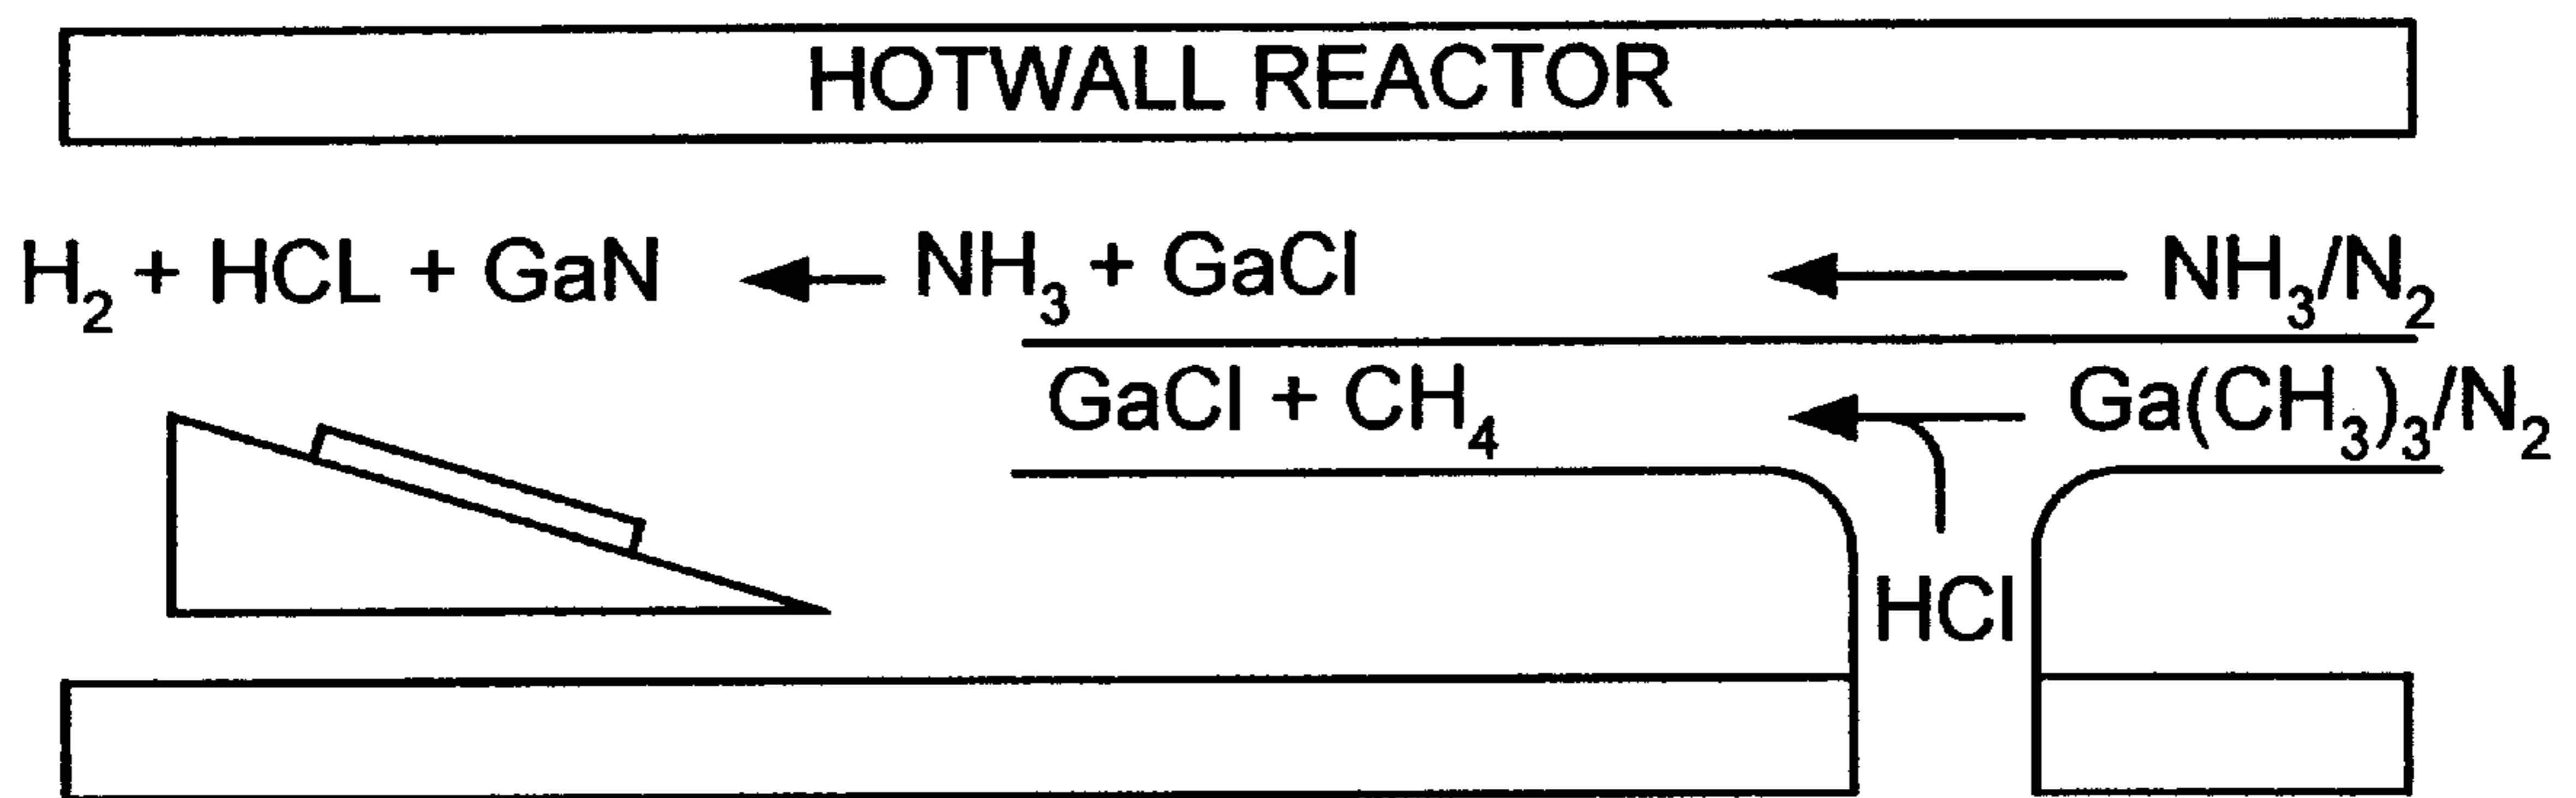 HOTWALL REACTOR
H₂ + HCL + GaN ← NH₃ + GaCl ← NH₃/N₂
GaCl + CH₄ ← Ga(CH₃)₃/N₂
HCl